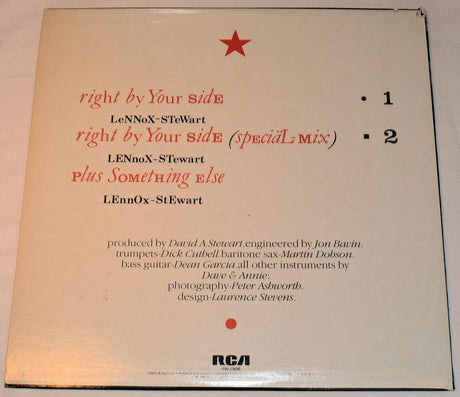 right by Your SidE • 1
LeNNoX-STeWart
right by Your SidE (spEciäL Mix) ▪ 2
LENnoX-STewart
Plus SoMETHing Else
LEnnOx-StEwart
produced by David A.Stewart.engineered by Jon Bavin.
trumpets-Dick Cuthell.baritone sax-Martin Dobson.
bass guitar-Dean Garcia.all other instruments by
Dave & Annie.
photography-Peter Ashworth.
design-Laurence Stevens.
RCA